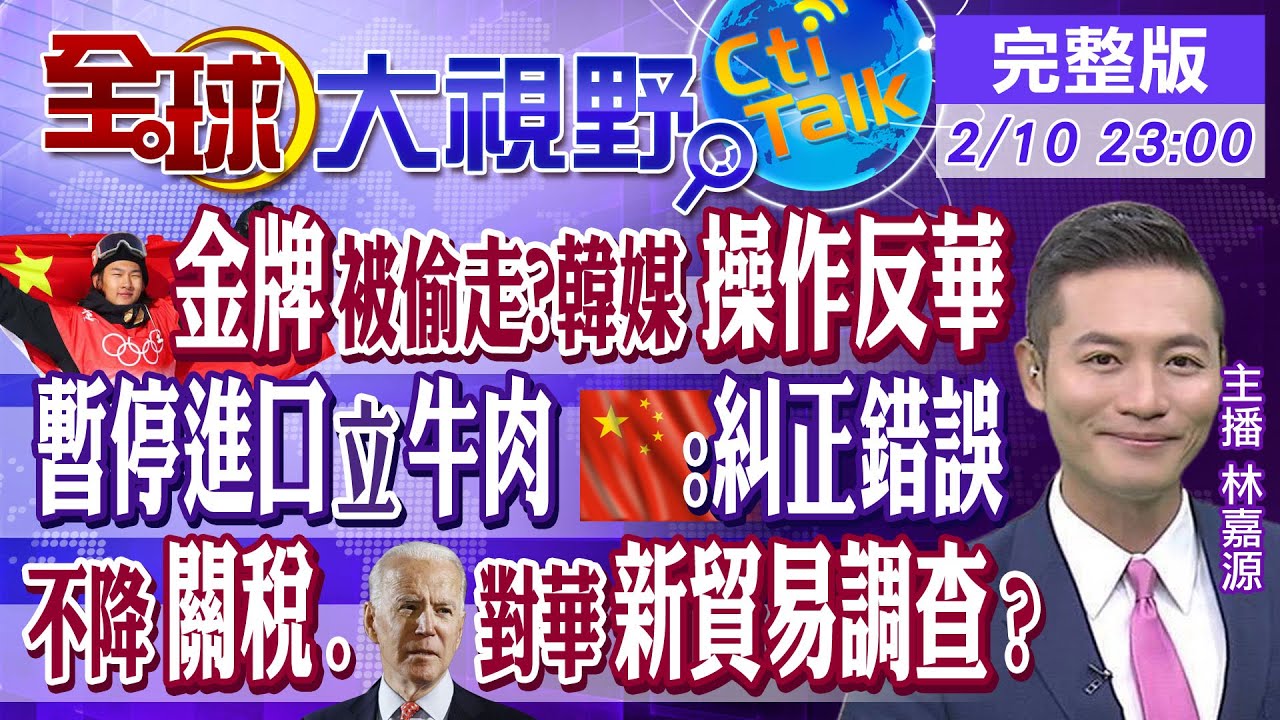 全球大視野
Cti Talk
完整版
2/10 23:00
金牌被偷走?韓媒操作反華
暫停進口立牛肉 :糾正錯誤
不降關稅. 對華新貿易調查?
主播 林嘉源